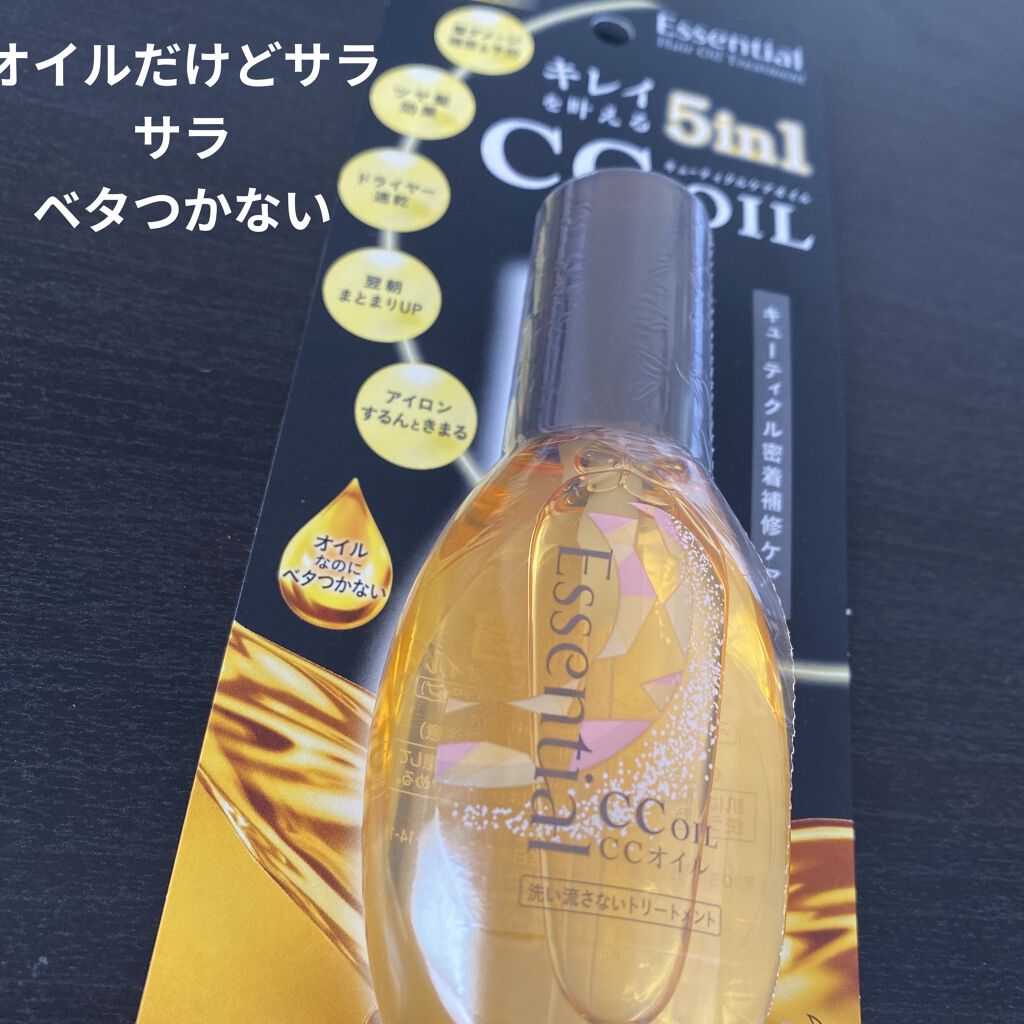 オイルだけどサラ
サラ
ベタつかない
Essential
Hair Oil Treatment
キレイ
を叶える
5in1
キューティクルケアオイル
CC OIL
ツヤ髪
効果
ドライヤー
速乾
翌朝
まとまりUP
アイロン
するんときまる
オイル
なのに
ベタつかない
キューティクル密着補修ケア
Essential
CC OIL
CCオイル
洗い流さないトリートメント